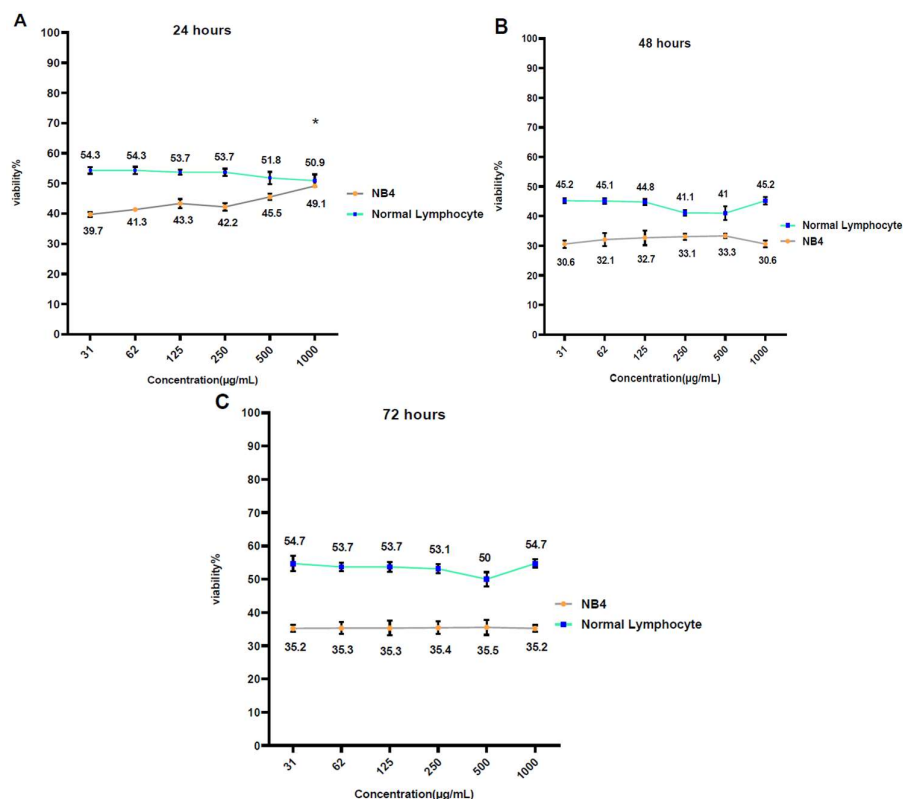 A
24 hours
100
90
80
70
60
50
40
30
20
10
0
viability%
*
54.3 54.3 53.7 53.7 51.8 50.9
39.7 41.3 43.3 42.2 45.5 49.1
NB4
Normal Lymphocyte
31 62 125 250 500 1000
Concentration(µg/mL)
B
48 hours
100
90
80
70
60
50
40
30
20
10
0
viability%
45.2 45.1 44.8 41.1 41 45.2
30.6 32.1 32.7 33.1 33.3 30.6
Normal Lymphocyte
NB4
31 62 125 250 500 1000
Concentration(µg/mL)
C
72 hours
100
90
80
70
60
50
40
30
20
10
0
viability%
54.7 53.7 53.7 53.1 50 54.7
35.2 35.3 35.3 35.4 35.5 35.2
NB4
Normal Lymphocyte
31 62 125 250 500 1000
Concentration(µg/mL)